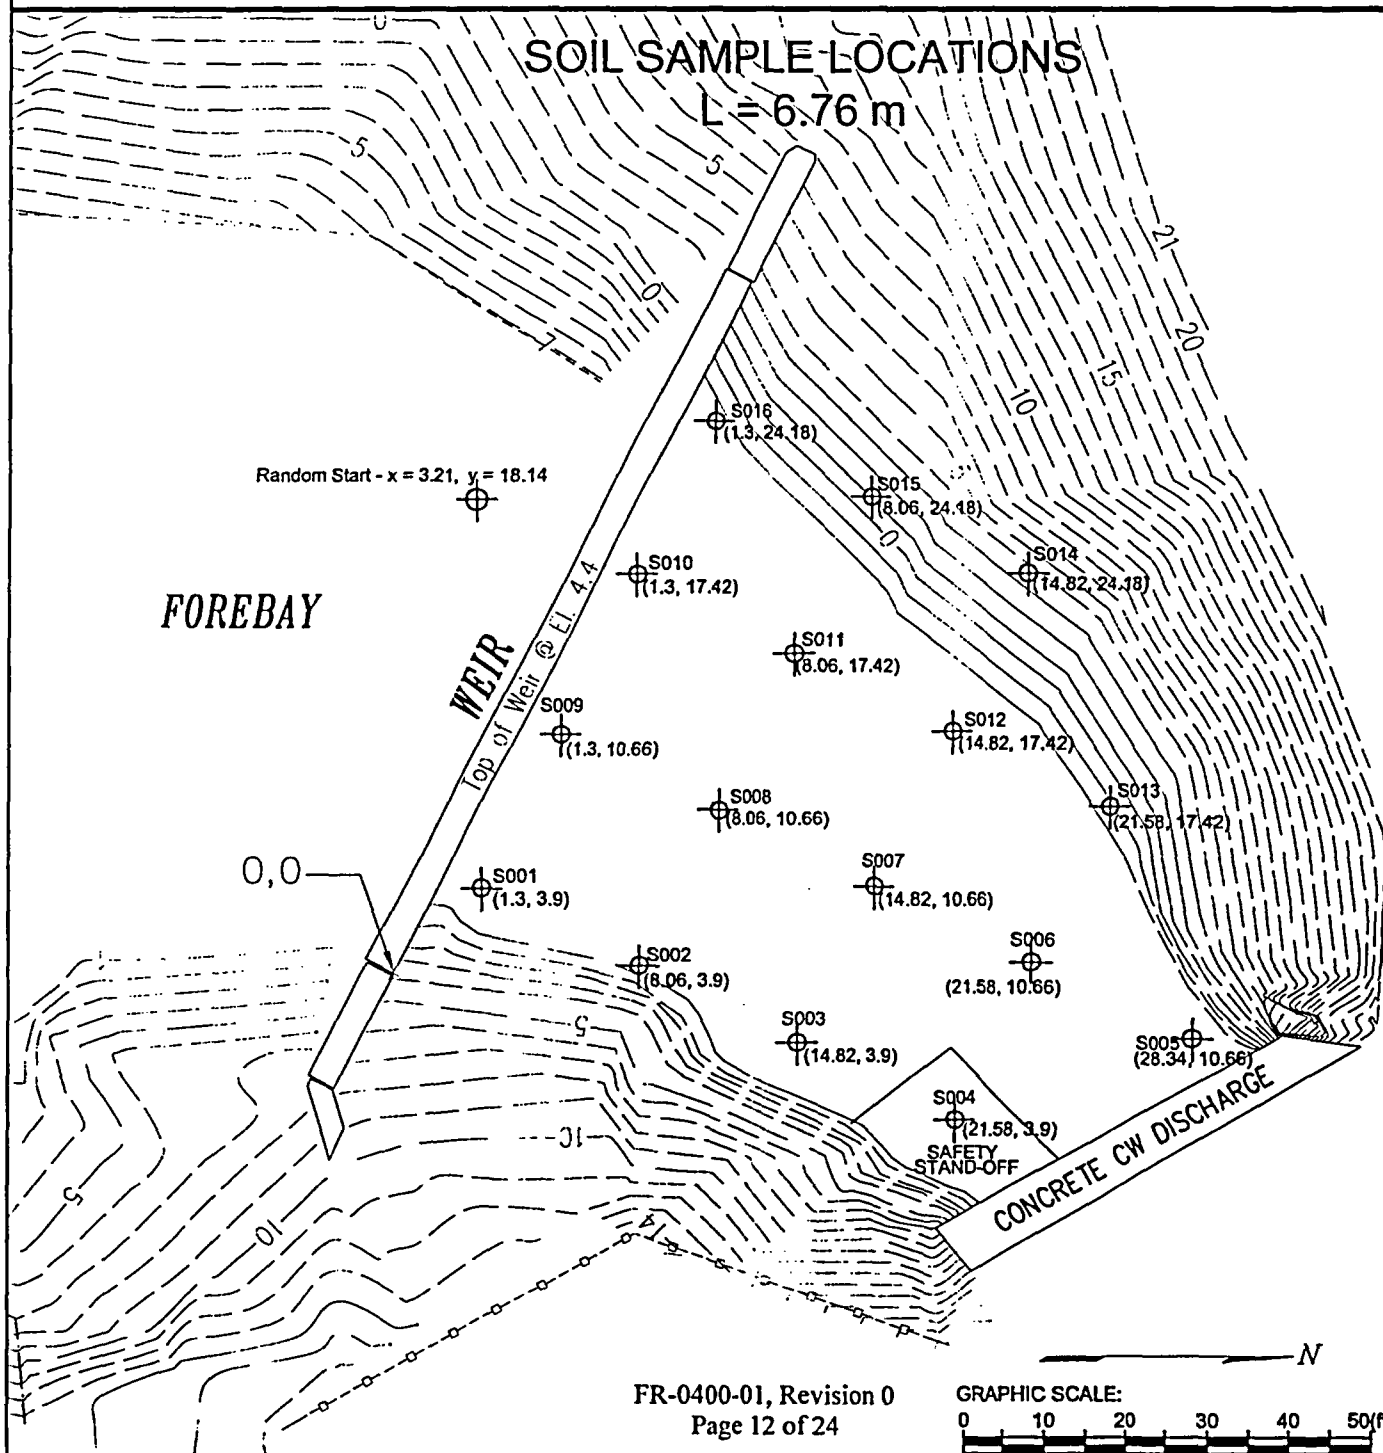 SOIL SAMPLE LOCATIONS
L = 6.76 m
0
5
5
21
0
20
7
15
10
S016
(1.3, 24.18)
Random Start - x = 3.21, y = 18.14
S015
(8.06, 24.18)
0
S014
(14.82, 24.18)
S010
(1.3, 17.42)
FOREBAY
WEIR
Top of Weir @ El. 4.4
S011
(8.06, 17.42)
S009
(1.3, 10.66)
S012
(14.82, 17.42)
S008
(8.06, 10.66)
S013
(21.58, 17.42)
0,0
S001
(1.3, 3.9)
S007
(14.82, 10.66)
S002
(8.06, 3.9)
S006
(21.58, 10.66)
5
S003
(14.82, 3.9)
S005
(28.34, 10.66)
S004
(21.58, 3.9)
SAFETY
STAND-OFF
CONCRETE CW DISCHARGE
10
5
10
14
N
FR-0400-01, Revision 0
Page 12 of 24
GRAPHIC SCALE:
0 10 20 30 40 50(f